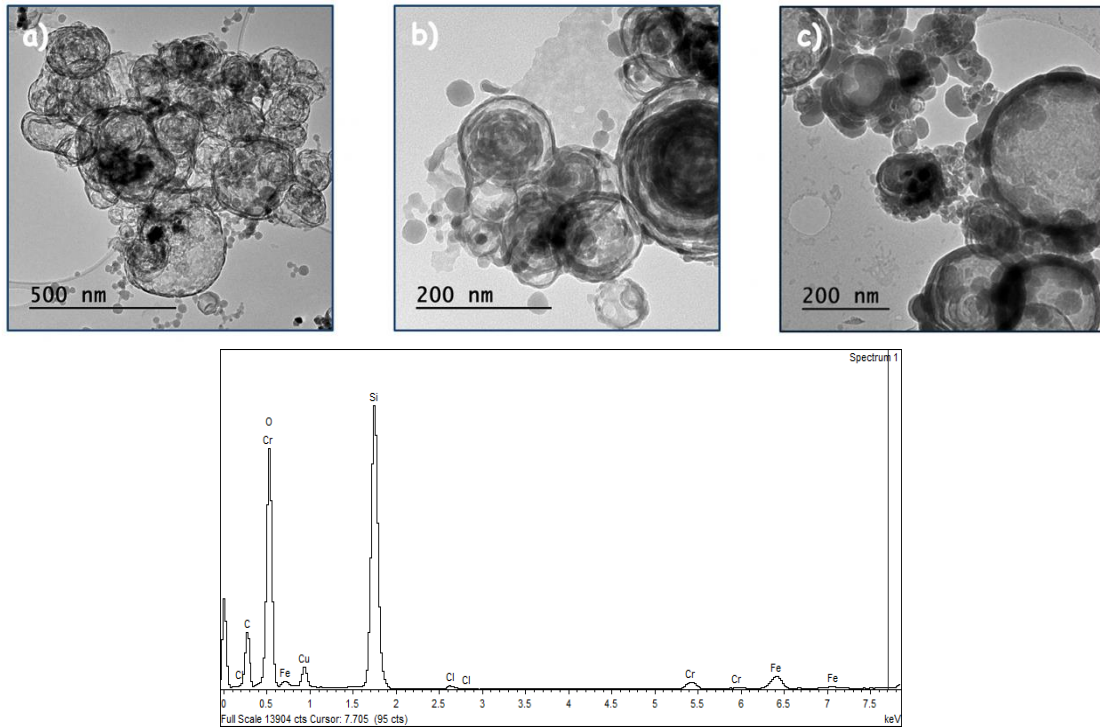 a)
b)
c)
500 nm
200 nm
200 nm
Spectrum 1
Si
O
Cr
C
Cl
Fe
Cu
Cl
Cl
Cr
Cr
Fe
Fe
0 0.5 1 1.5 2 2.5 3 3.5 4 4.5 5 5.5 6 6.5 7 7.5
Full Scale 13904 cts Cursor: 7.705 (95 cts) keV